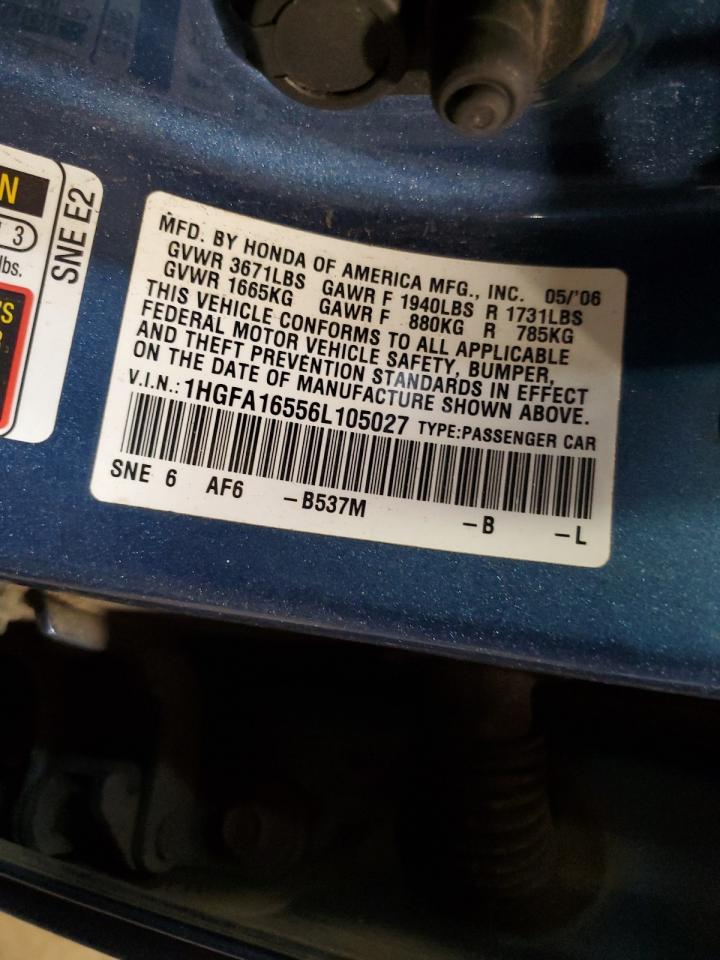 N
3
lbs.
'S
SNE E2
MFD. BY HONDA OF AMERICA MFG., INC. 05/'06
GVWR 3671LBS GAWR F 1940LBS R 1731LBS
GVWR 1665KG GAWR F 880KG R 785KG
THIS VEHICLE CONFORMS TO ALL APPLICABLE
FEDERAL MOTOR VEHICLE SAFETY, BUMPER,
AND THEFT PREVENTION STANDARDS IN EFFECT
ON THE DATE OF MANUFACTURE SHOWN ABOVE.
V.I.N.: 1HGFA16556L105027 TYPE:PASSENGER CAR
SNE 6 AF6 -B537M -B -L